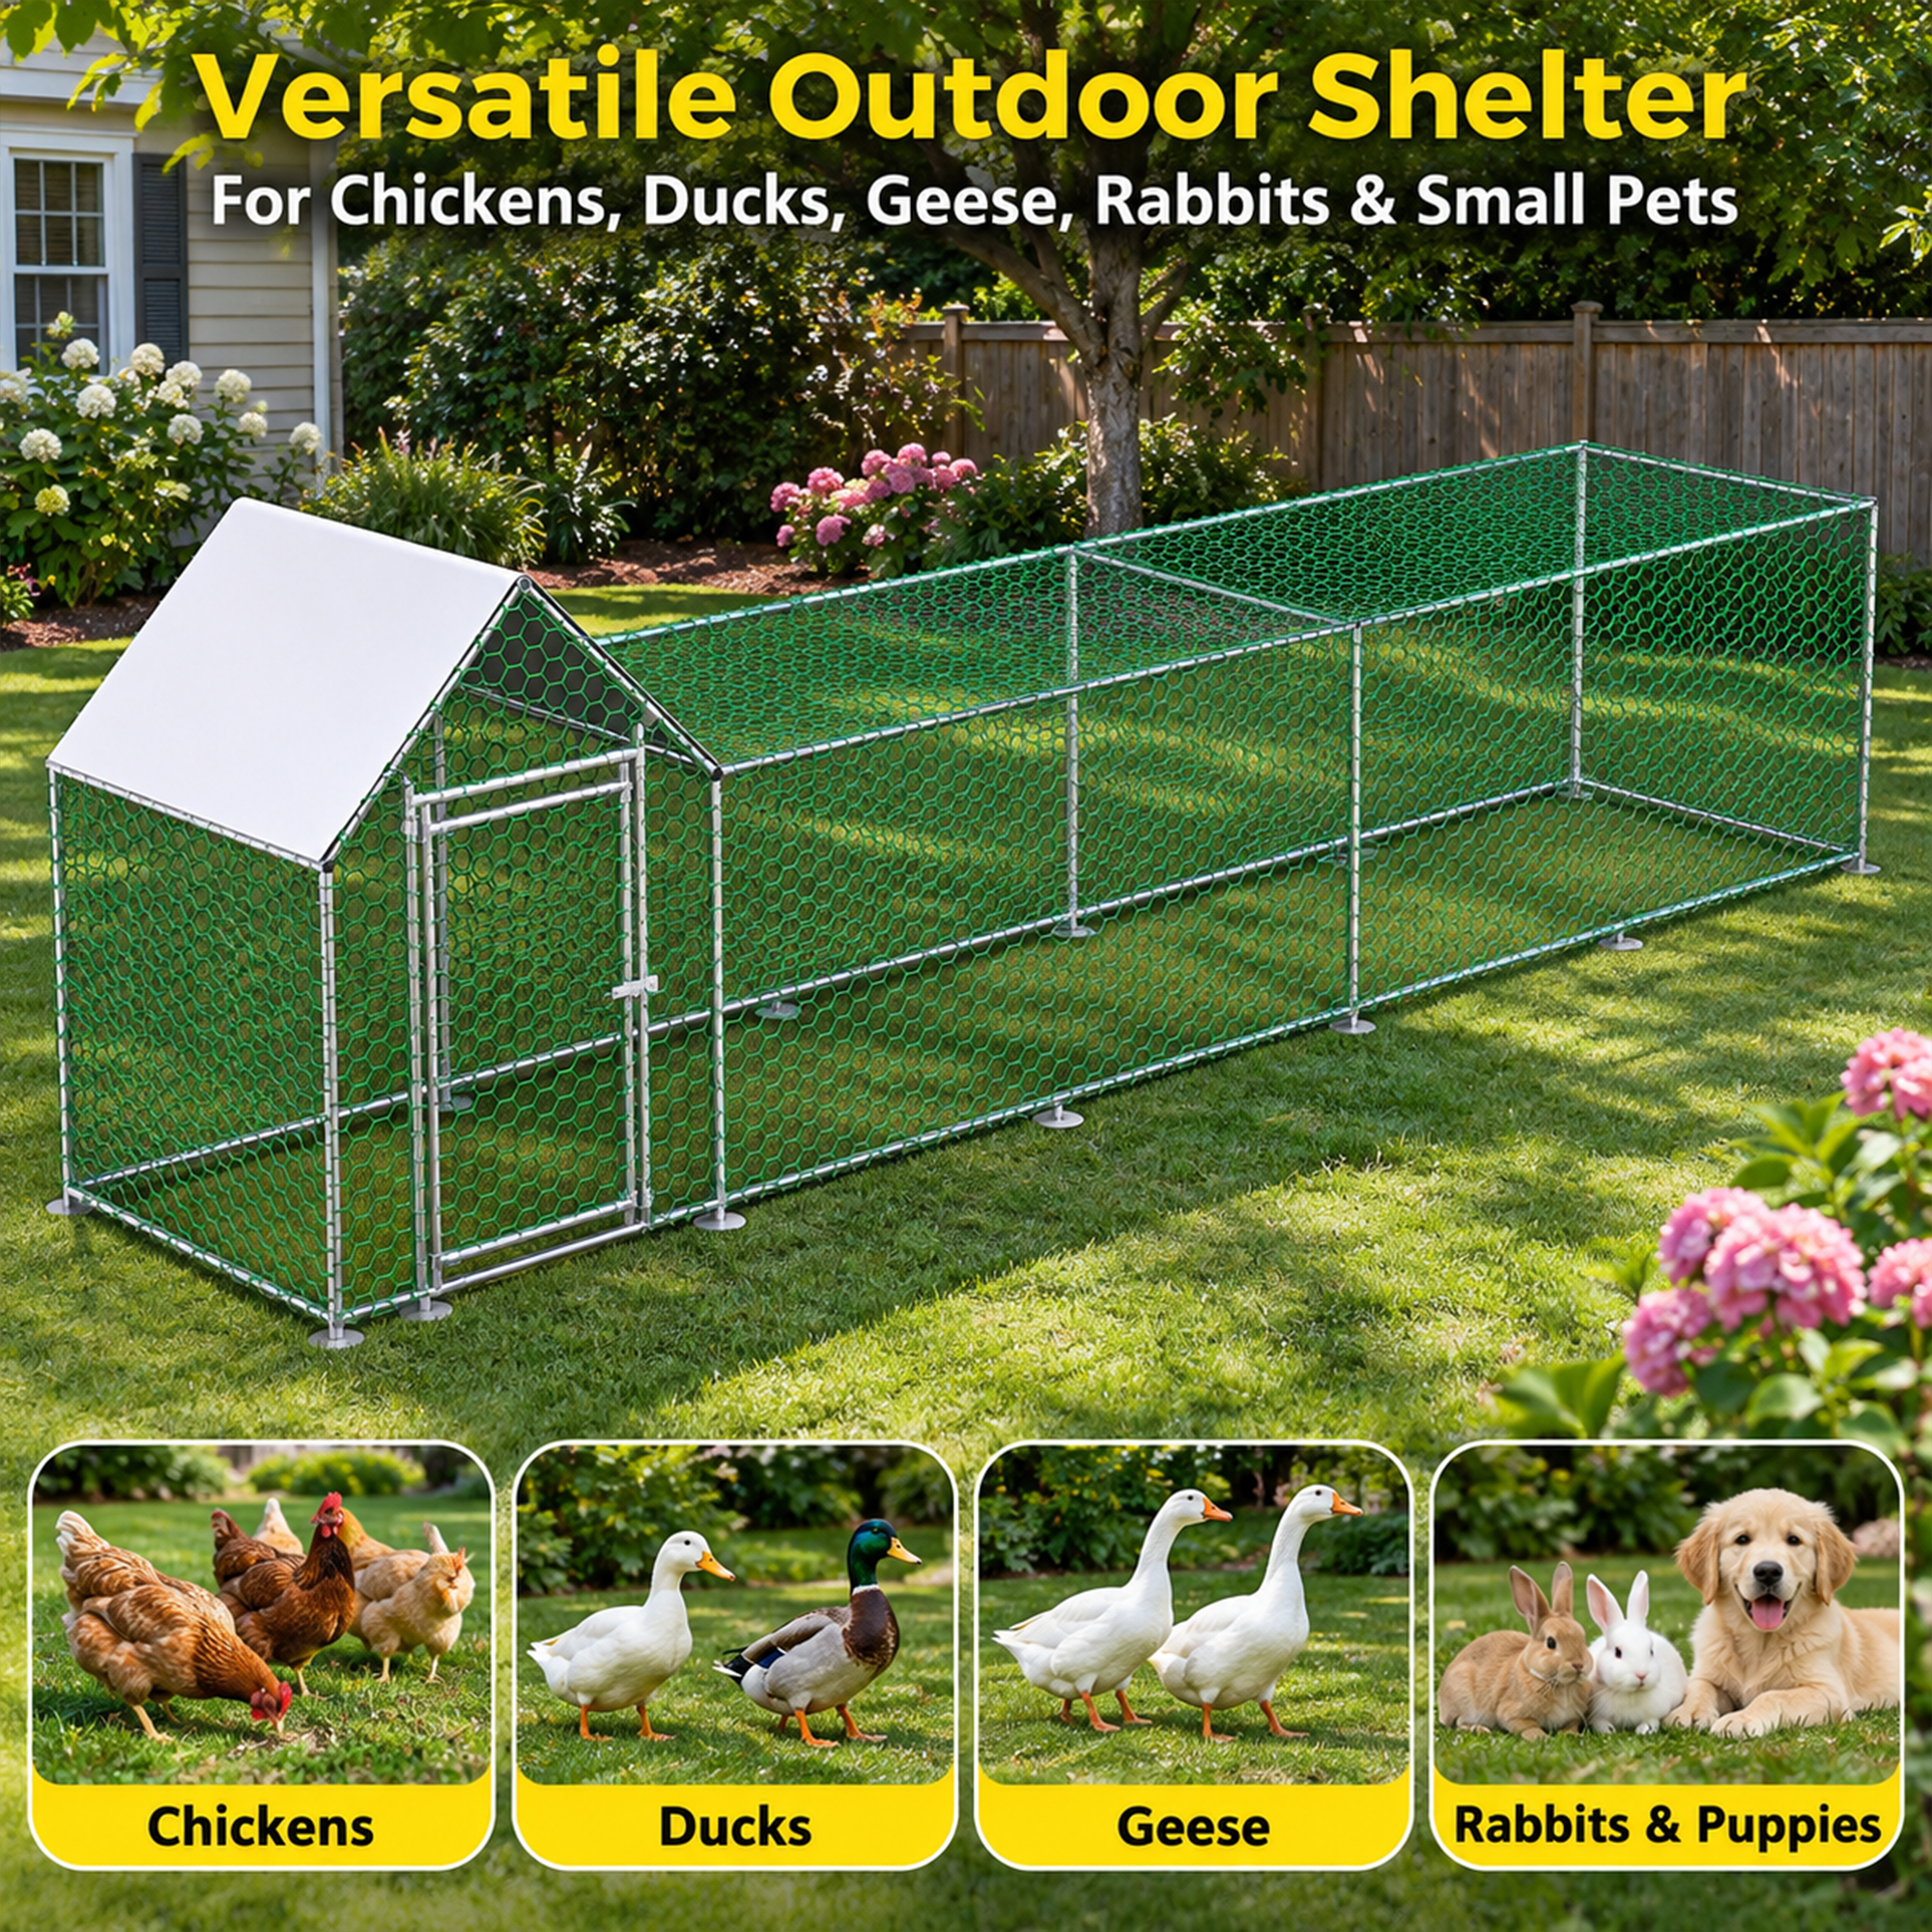 Versatile Outdoor Shelter
For Chickens, Ducks, Geese, Rabbits & Small Pets
Chickens
Ducks
Geese
Rabbits & Puppies